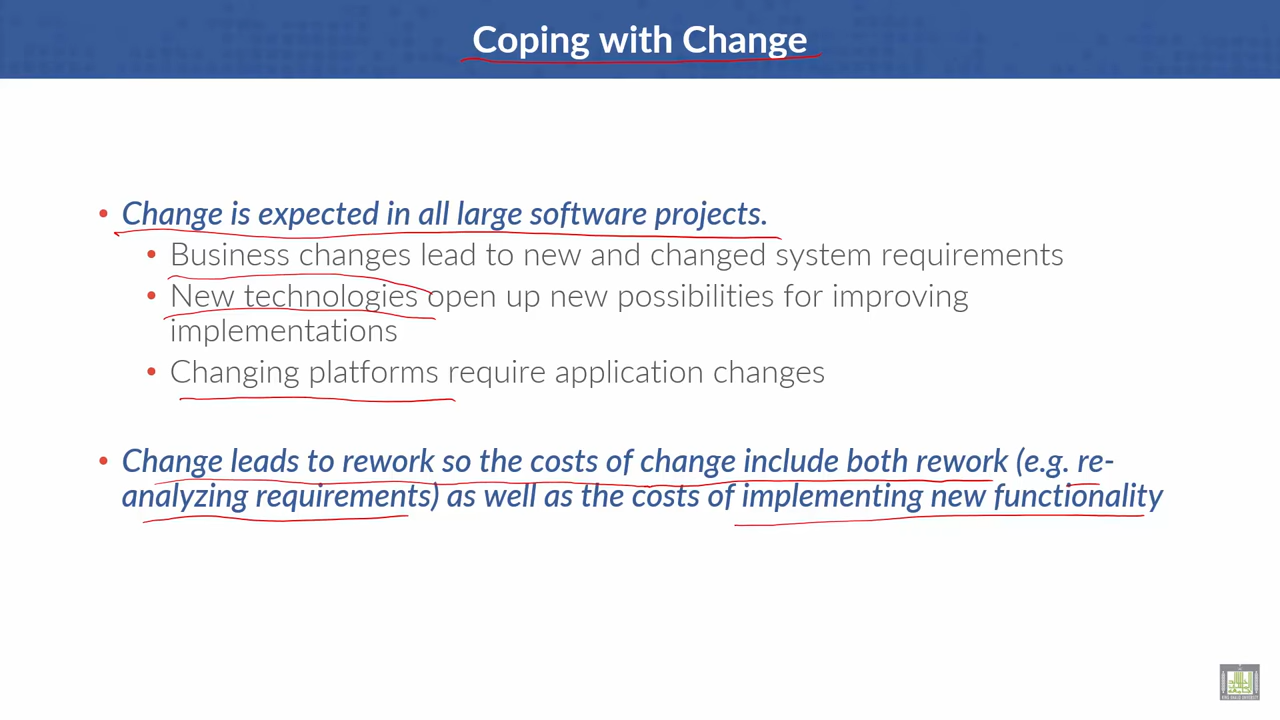 Coping with Change
• Change is expected in all large software projects.
• Business changes lead to new and changed system requirements
• New technologies open up new possibilities for improving
implementations
• Changing platforms require application changes
• Change leads to rework so the costs of change include both rework (e.g. re-
analyzing requirements) as well as the costs of implementing new functionality